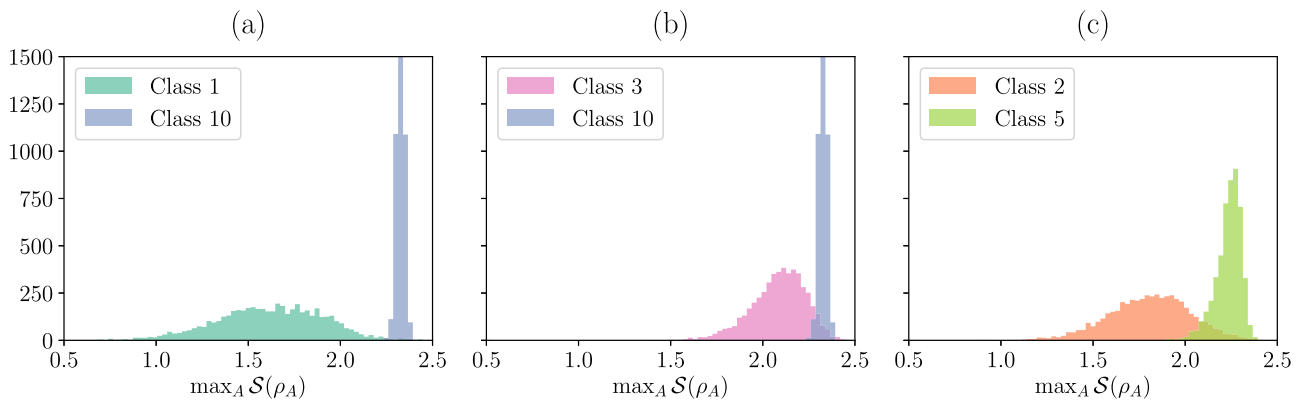 (a) (b) (c)
1500
1250
1000
750
500
250
0
Class 1
Class 10
Class 3
Class 10
Class 2
Class 5
0.5 1.0 1.5 2.0 2.5 0.5 1.0 1.5 2.0 2.5 0.5 1.0 1.5 2.0 2.5
max_A S(ρ_A) max_A S(ρ_A) max_A S(ρ_A)